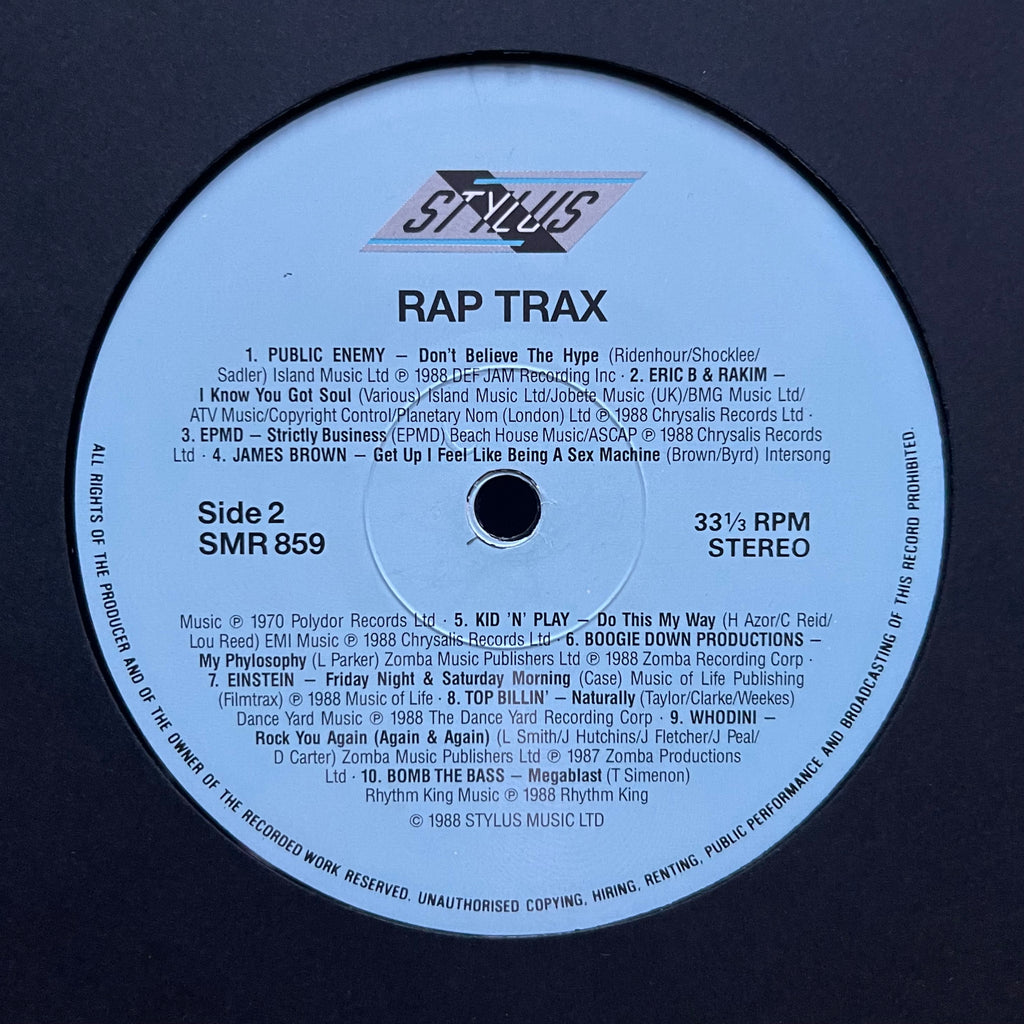 STYLUS
RAP TRAX
1. PUBLIC ENEMY – Don't Believe The Hype (Ridenhour/Shocklee/
Sadler) Island Music Ltd ℗ 1988 DEF JAM Recording Inc · 2. ERIC B & RAKIM –
I Know You Got Soul (Various) Island Music Ltd/Jobete Music (UK)/BMG Music Ltd/
ATV Music/Copyright Control/Planetary Nom (London) Ltd ℗ 1988 Chrysalis Records Ltd ·
3. EPMD – Strictly Business (EPMD) Beach House Music/ASCAP ℗ 1988 Chrysalis Records
Ltd · 4. JAMES BROWN – Get Up I Feel Like Being A Sex Machine (Brown/Byrd) Intersong
Side 2
SMR 859
33⅓ RPM
STEREO
Music ℗ 1970 Polydor Records Ltd · 5. KID 'N' PLAY – Do This My Way (H Azor/C Reid/
Lou Reed) EMI Music ℗ 1988 Chrysalis Records Ltd · 6. BOOGIE DOWN PRODUCTIONS –
My Phylosophy (L Parker) Zomba Music Publishers Ltd ℗ 1988 Zomba Recording Corp ·
7. EINSTEIN – Friday Night & Saturday Morning (Case) Music of Life Publishing
(Filmtrax) ℗ 1988 Music of Life · 8. TOP BILLIN' – Naturally (Taylor/Clarke/Weekes)
Dance Yard Music ℗ 1988 The Dance Yard Recording Corp · 9. WHODINI –
Rock You Again (Again & Again) (L Smith/J Hutchins/J Fletcher/J Peal/
D Carter) Zomba Music Publishers Ltd ℗ 1987 Zomba Productions
Ltd · 10. BOMB THE BASS – Megablast (T Simenon)
Rhythm King Music ℗ 1988 Rhythm King
© 1988 STYLUS MUSIC LTD
ALL RIGHTS OF THE PRODUCER AND OF THE OWNER OF THE RECORDED WORK RESERVED. UNAUTHORISED COPYING, HIRING, RENTING, PUBLIC PERFORMANCE AND BROADCASTING OF THIS RECORD PROHIBITED.